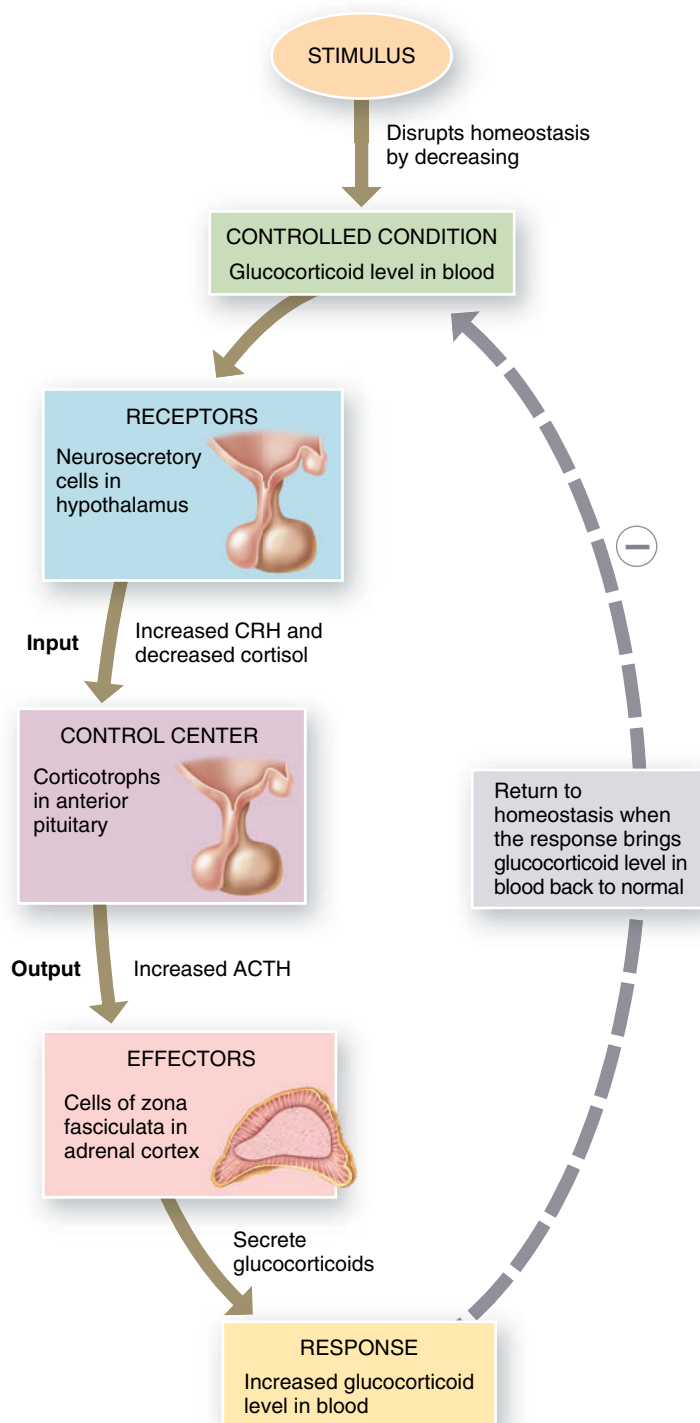 STIMULUS
Disrupts homeostasis
by decreasing
CONTROLLED CONDITION
Glucocorticoid level in blood
RECEPTORS
Neurosecretory
cells in
hypothalamus
Input
Increased CRH and
decreased cortisol
CONTROL CENTER
Corticotrophs
in anterior
pituitary
Return to
homeostasis when
the response brings
glucocorticoid level in
blood back to normal
Output
Increased ACTH
EFFECTORS
Cells of zona
fasciculata in
adrenal cortex
Secrete
glucocorticoids
RESPONSE
Increased glucocorticoid
level in blood